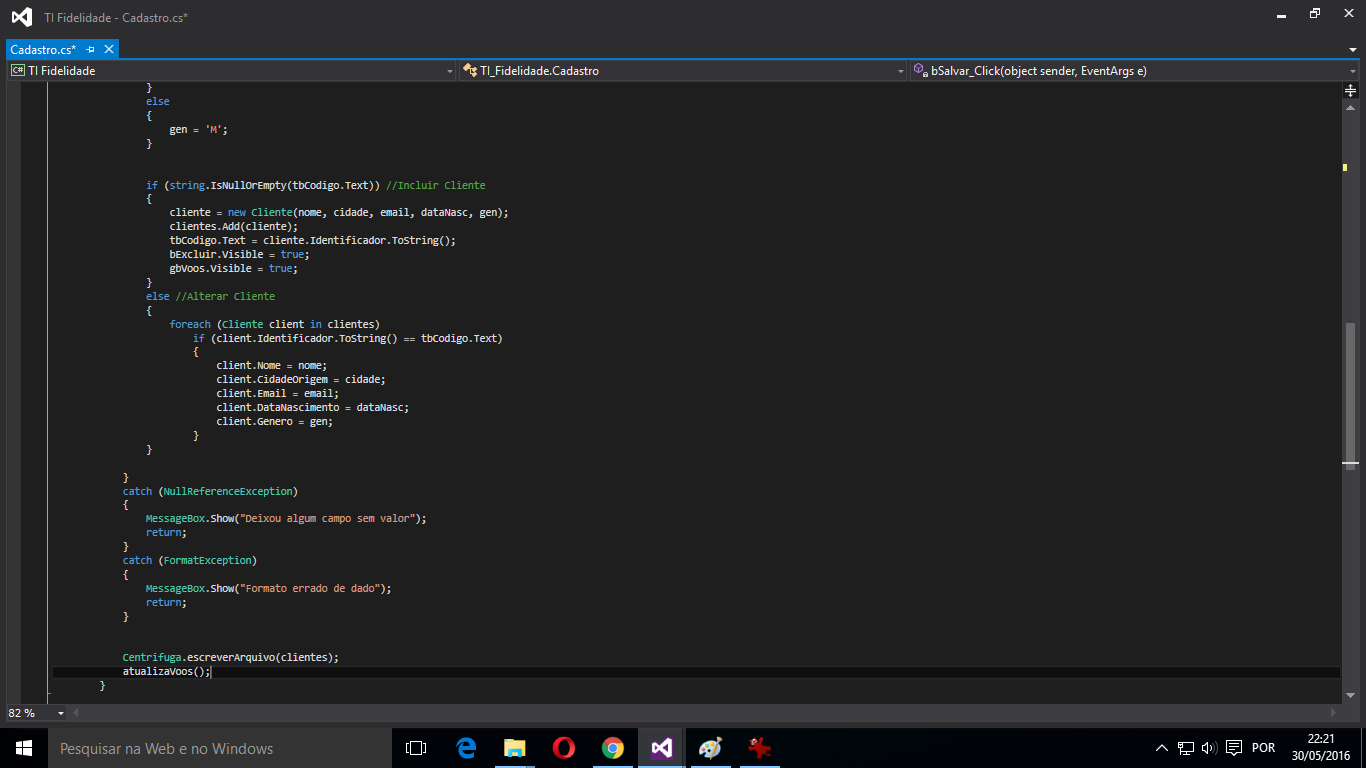 TI Fidelidade - Cadastro.cs*
Cadastro.cs*
C# TI Fidelidade
TI_Fidelidade.Cadastro
bSalvar_Click(object sender, EventArgs e)
}
else
{
gen = 'M';
}
if (string.IsNullOrEmpty(tbCodigo.Text)) //Incluir Cliente
{
cliente = new Cliente(nome, cidade, email, dataNasc, gen);
clientes.Add(cliente);
tbCodigo.Text = cliente.Identificador.ToString();
bExcluir.Visible = true;
gbVoos.Visible = true;
}
else //Alterar Cliente
{
foreach (Cliente client in clientes)
if (client.Identificador.ToString() == tbCodigo.Text)
{
client.Nome = nome;
client.CidadeOrigem = cidade;
client.Email = email;
client.DataNascimento = dataNasc;
client.Genero = gen;
}
}
}
catch (NullReferenceException)
{
MessageBox.Show("Deixou algum campo sem valor");
return;
}
catch (FormatException)
{
MessageBox.Show("Formato errado de dado");
return;
}
Centrifuga.escreverArquivo(clientes);
atualizaVoos();
}
82 %
Pesquisar na Web e no Windows
POR
22:21
30/05/2016